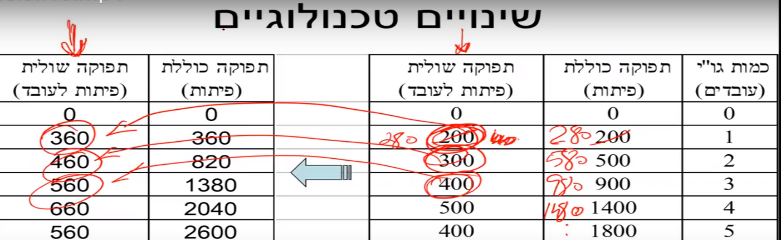 שינויים טכנולוגיים
כמות גו"י תפוקה כוללת תפוקה שולית תפוקה כוללת תפוקה שולית
(עובדים) (פיתות) (פיתות לעובד) (פיתות) (פיתות לעובד)
0 0 0 0 0
1 200 280 200 280 360 360
2 500 580 300 820 460
3 900 980 400 1380 560
4 1400 1480 500 2040 660
5 1800 : 400 2600 560